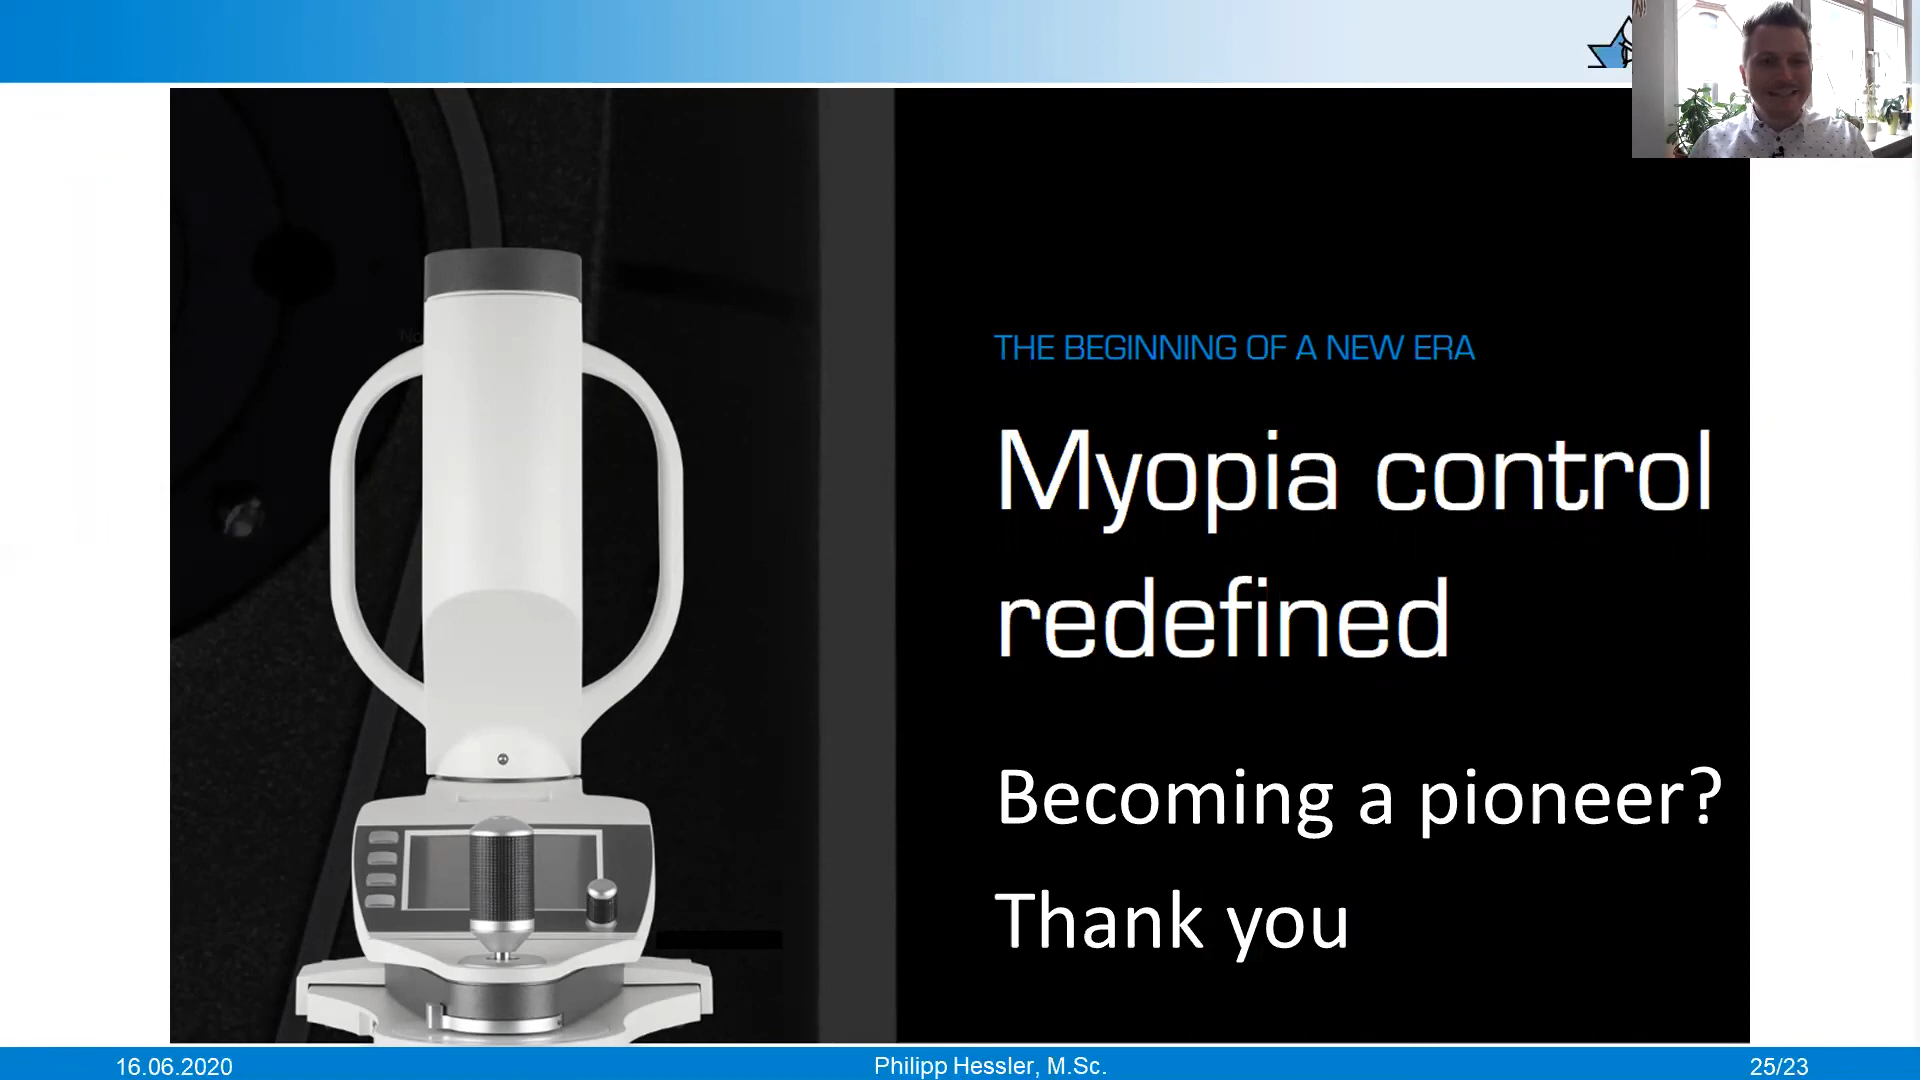 THE BEGINNING OF A NEW ERA
Myopia control
redefined
Becoming a pioneer?
Thank you
16.06.2020
Philipp Hessler, M.Sc.
25/23